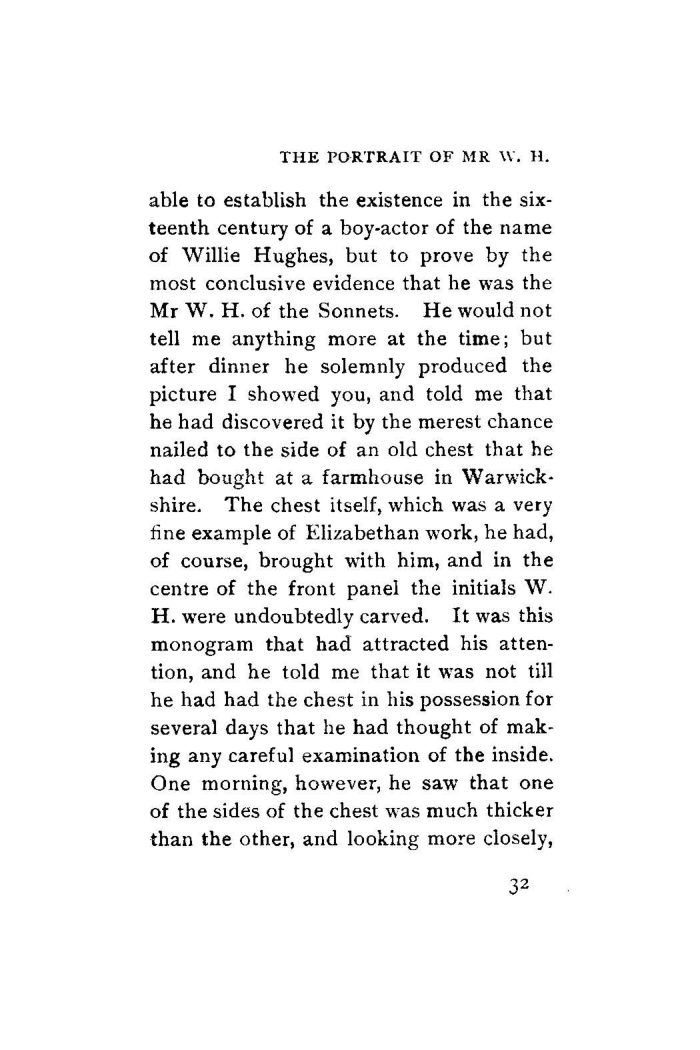 THE PORTRAIT OF MR W. H.
able to establish the existence in the six-
teenth century of a boy-actor of the name
of Willie Hughes, but to prove by the
most conclusive evidence that he was the
Mr W. H. of the Sonnets. He would not
tell me anything more at the time; but
after dinner he solemnly produced the
picture I showed you, and told me that
he had discovered it by the merest chance
nailed to the side of an old chest that he
had bought at a farmhouse in Warwick-
shire. The chest itself, which was a very
fine example of Elizabethan work, he had,
of course, brought with him, and in the
centre of the front panel the initials W.
H. were undoubtedly carved. It was this
monogram that had attracted his atten-
tion, and he told me that it was not till
he had had the chest in his possession for
several days that he had thought of mak-
ing any careful examination of the inside.
One morning, however, he saw that one
of the sides of the chest was much thicker
than the other, and looking more closely,
32